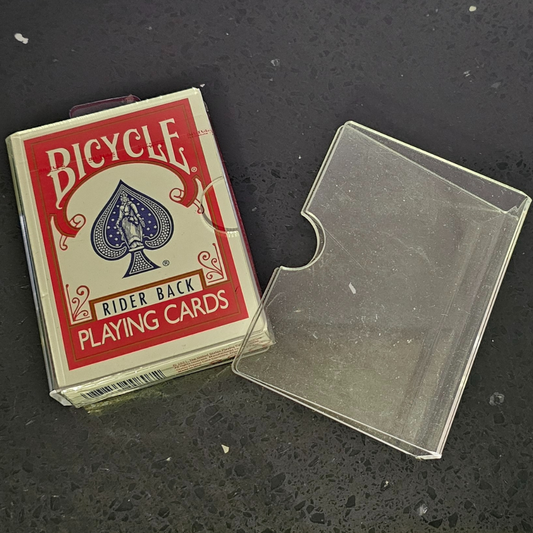 BICYCLE®
®
RIDER BACK
PLAYING CARDS